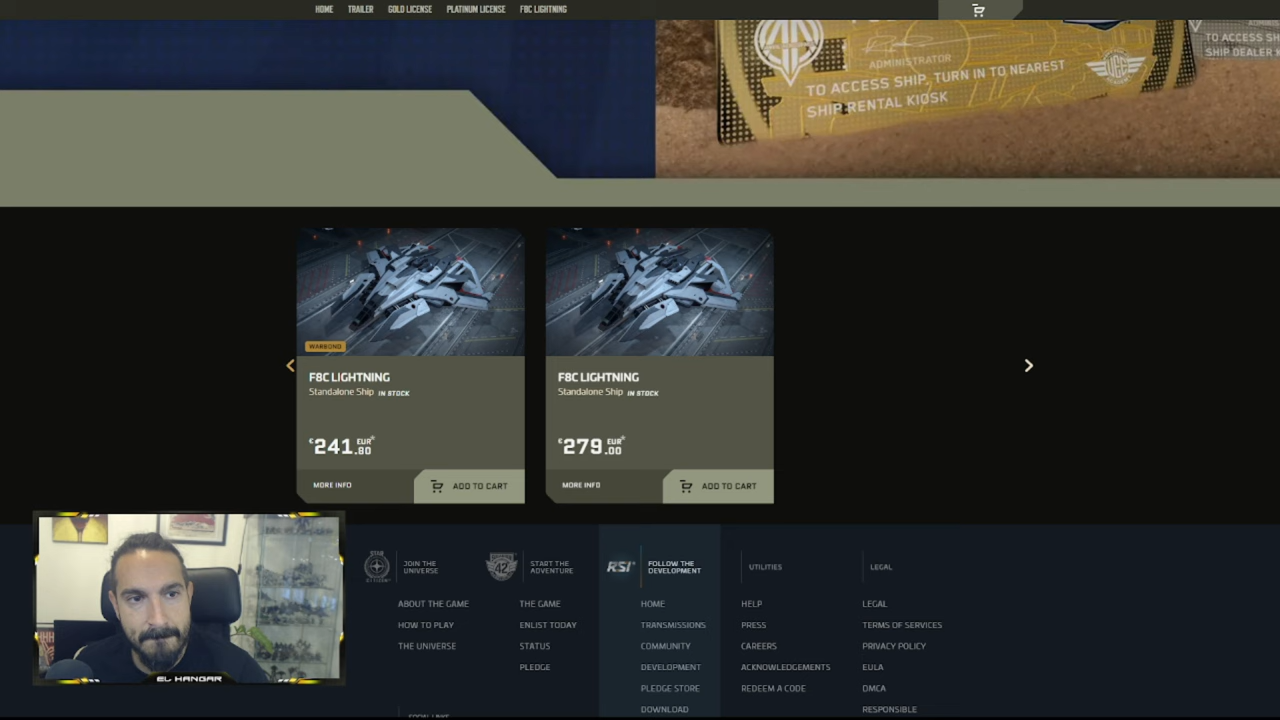 HOME TRAILER GOLD LICENSE PLATINUM LICENSE F8C LIGHTNING
ADMINISTRATOR
TO ACCESS SHIP, TURN IN TO NEAREST
SHIP RENTAL KIOSK
TO ACCESS SH
SHIP DEALER K
UEE
WARBOND
F8C LIGHTNING
Standalone Ship IN STOCK
€241.80 EUR
MORE INFO
ADD TO CART
F8C LIGHTNING
Standalone Ship IN STOCK
€279.00 EUR
MORE INFO
ADD TO CART
JOIN THE
UNIVERSE
ABOUT THE GAME
HOW TO PLAY
THE UNIVERSE
42
START THE
ADVENTURE
THE GAME
ENLIST TODAY
STATUS
PLEDGE
RSI
FOLLOW THE
DEVELOPMENT
HOME
TRANSMISSIONS
COMMUNITY
DEVELOPMENT
PLEDGE STORE
DOWNLOAD
UTILITIES
HELP
PRESS
CAREERS
ACKNOWLEDGEMENTS
REDEEM A CODE
LEGAL
LEGAL
TERMS OF SERVICES
PRIVACY POLICY
EULA
DMCA
RESPONSIBLE
EL HANGAR